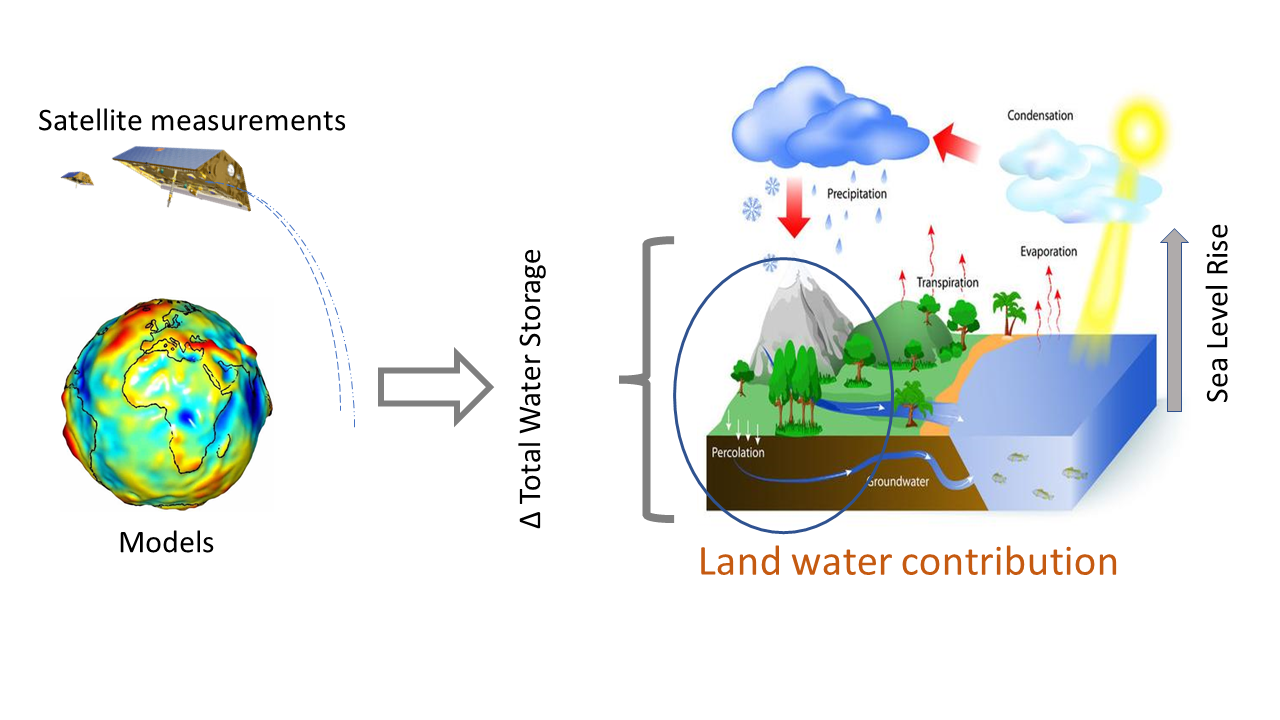 Satellite measurements
Models
Δ Total Water Storage
Condensation
Precipitation
Evaporation
Transpiration
Percolation
Groundwater
Sea Level Rise
Land water contribution